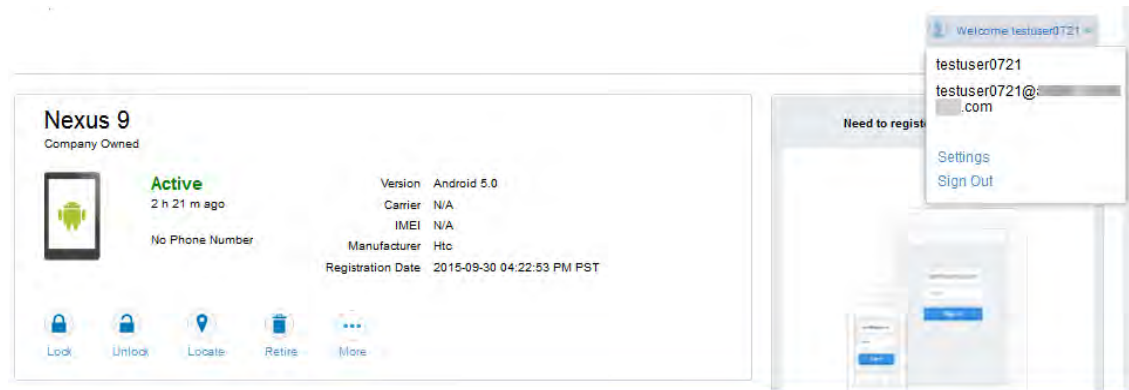 Welcome testuser0721
testuser0721
testuser0721@
.com
Settings
Sign Out
Nexus 9
Company Owned
Active
2 h 21 m ago
No Phone Number
Version Android 5.0
Carrier N/A
IMEI N/A
Manufacturer Htc
Registration Date 2015-09-30 04:22:53 PM PST
Lock
Unlock
Locate
Retire
More
Need to regist